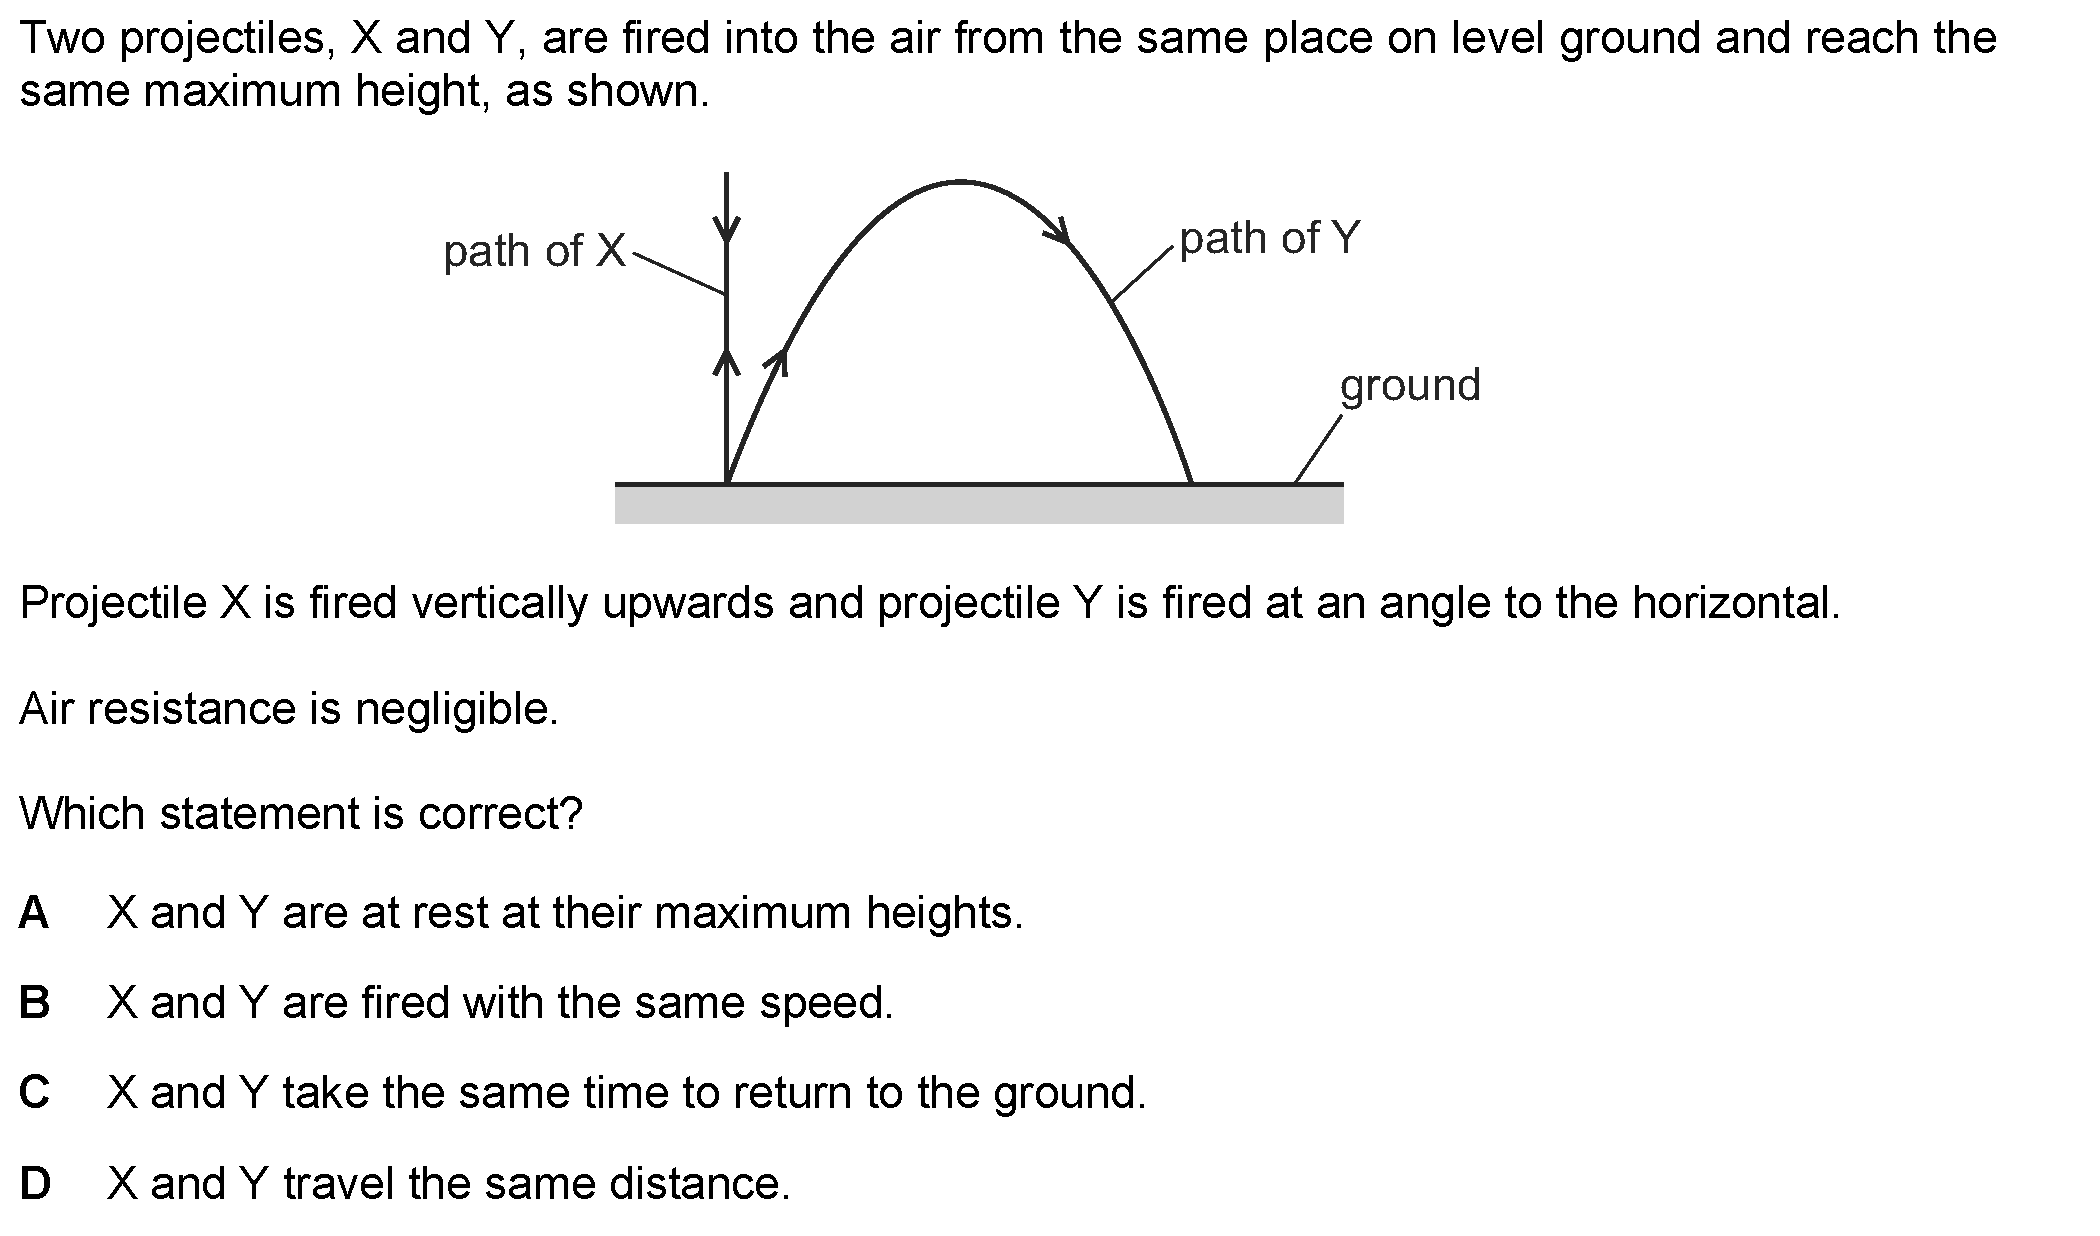 Two projectiles, X and Y, are fired into the air from the same place on level ground and reach the
same maximum height, as shown.
path of X
path of Y
ground
Projectile X is fired vertically upwards and projectile Y is fired at an angle to the horizontal.
Air resistance is negligible.
Which statement is correct?
A X and Y are at rest at their maximum heights.
B X and Y are fired with the same speed.
C X and Y take the same time to return to the ground.
D X and Y travel the same distance.